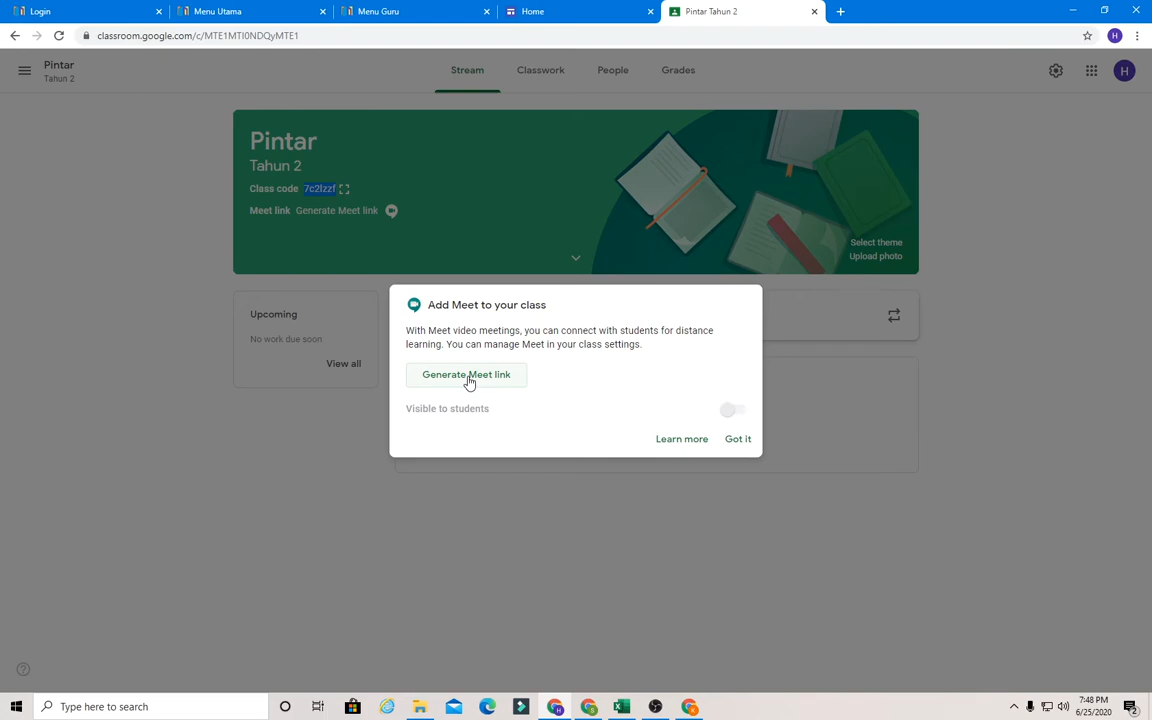 Login
Menu Utama
Menu Guru
Home
Pintar Tahun 2
classroom.google.com/c/MTE1MTI0NDQyMTE1
H
Pintar
Tahun 2
Stream
Classwork
People
Grades
H
Pintar
Tahun 2
Class code 7c2lzzf
Meet link Generate Meet link
Select theme
Upload photo
Upcoming
No work due soon
View all
Add Meet to your class
With Meet video meetings, you can connect with students for distance
learning. You can manage Meet in your class settings.
Generate Meet link
Visible to students
Learn more
Got it
Type here to search
7:48 PM
6/25/2020
2